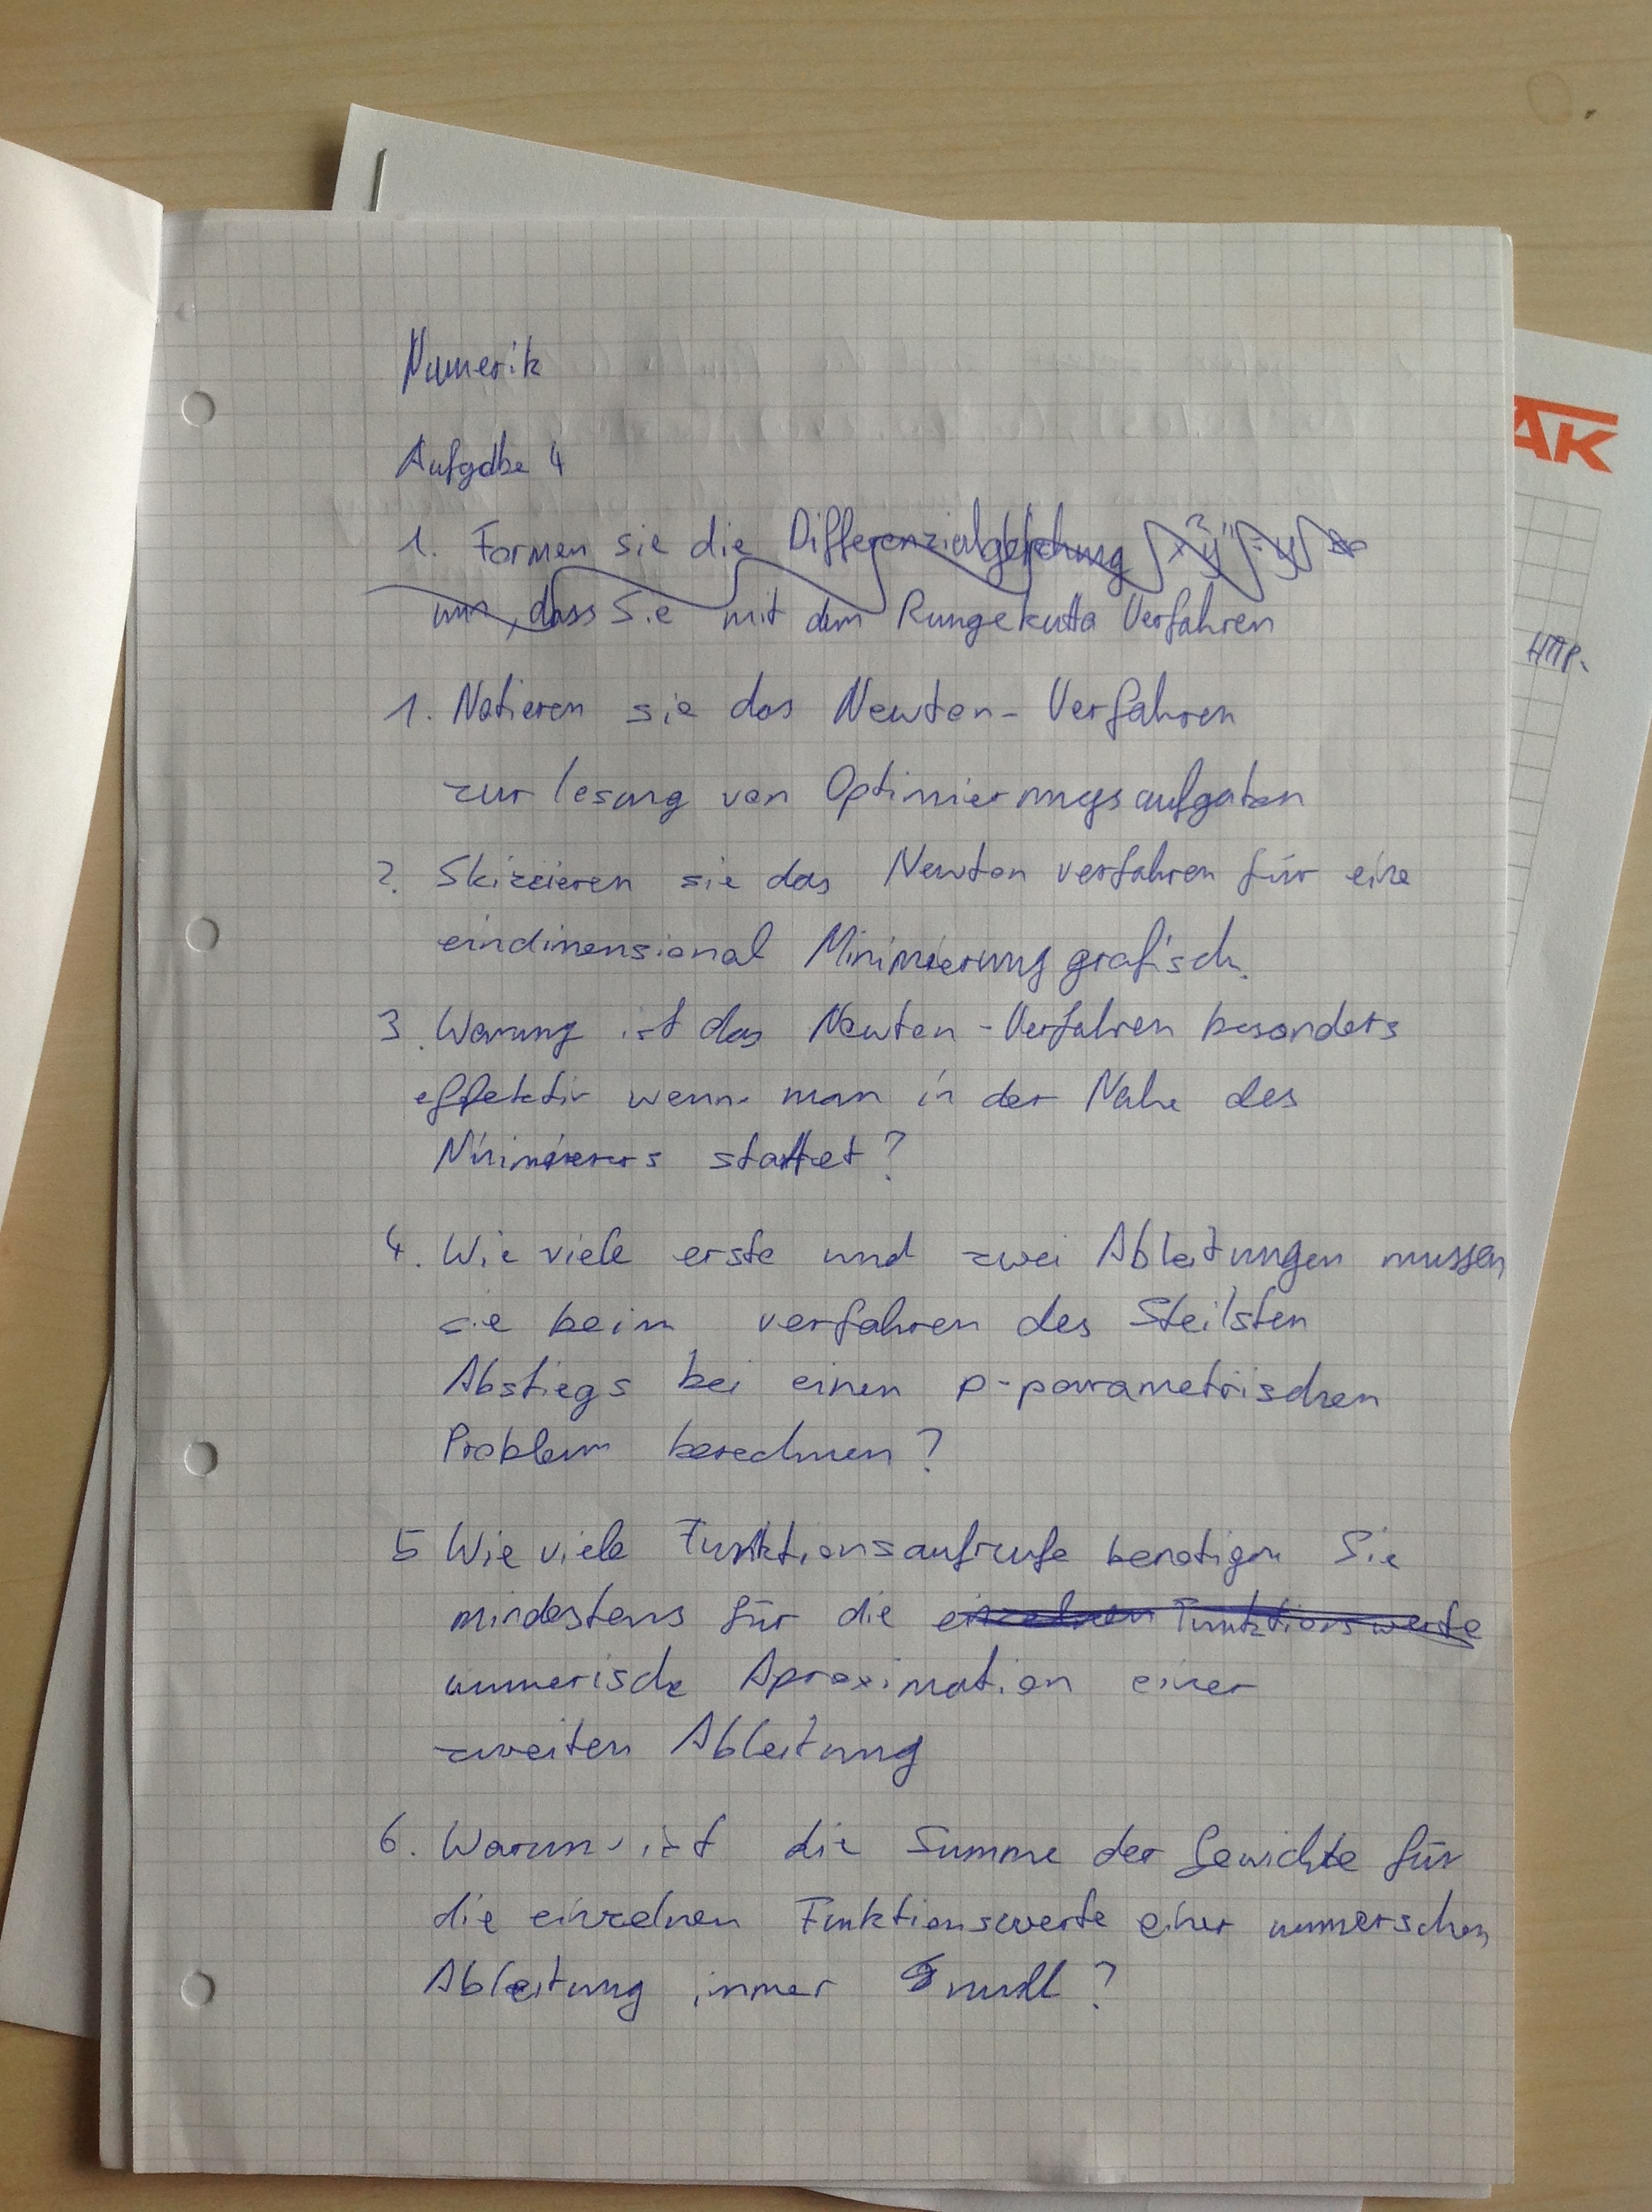 Numerik
Aufgabe 4
1. Formen sie die Differenzialgleichung
um, dass Sie mit dem Rungekutta Verfahren
1. Notieren sie das Newton-Verfahren
zur lesung von Optimierungsaufgaben
2. Skizzieren sie das Newton verfahren für eine
eindimensional Minimierung grafisch.
3. Warum ist das Newton-Verfahren besonders
effektiv wenn man in der Nahe des
Minimierers startet?
4. Wie viele erste und zwei Ableitungen mussen
sie beim verfahren des Steilsten
Abstiegs bei einen p-parametrischen
Problem berechnen?
5 Wie viele Funktionsaufrufe benotigen Sie
mindestens für die einzelnen Funktionswerte
numerische Aproximation einer
zweiten Ableitung
6. Warum ist die Summe der Gewichte für
die einzelnen Funktionswerte einer numerschen
Ableitung immer null?
AK
HTTP.